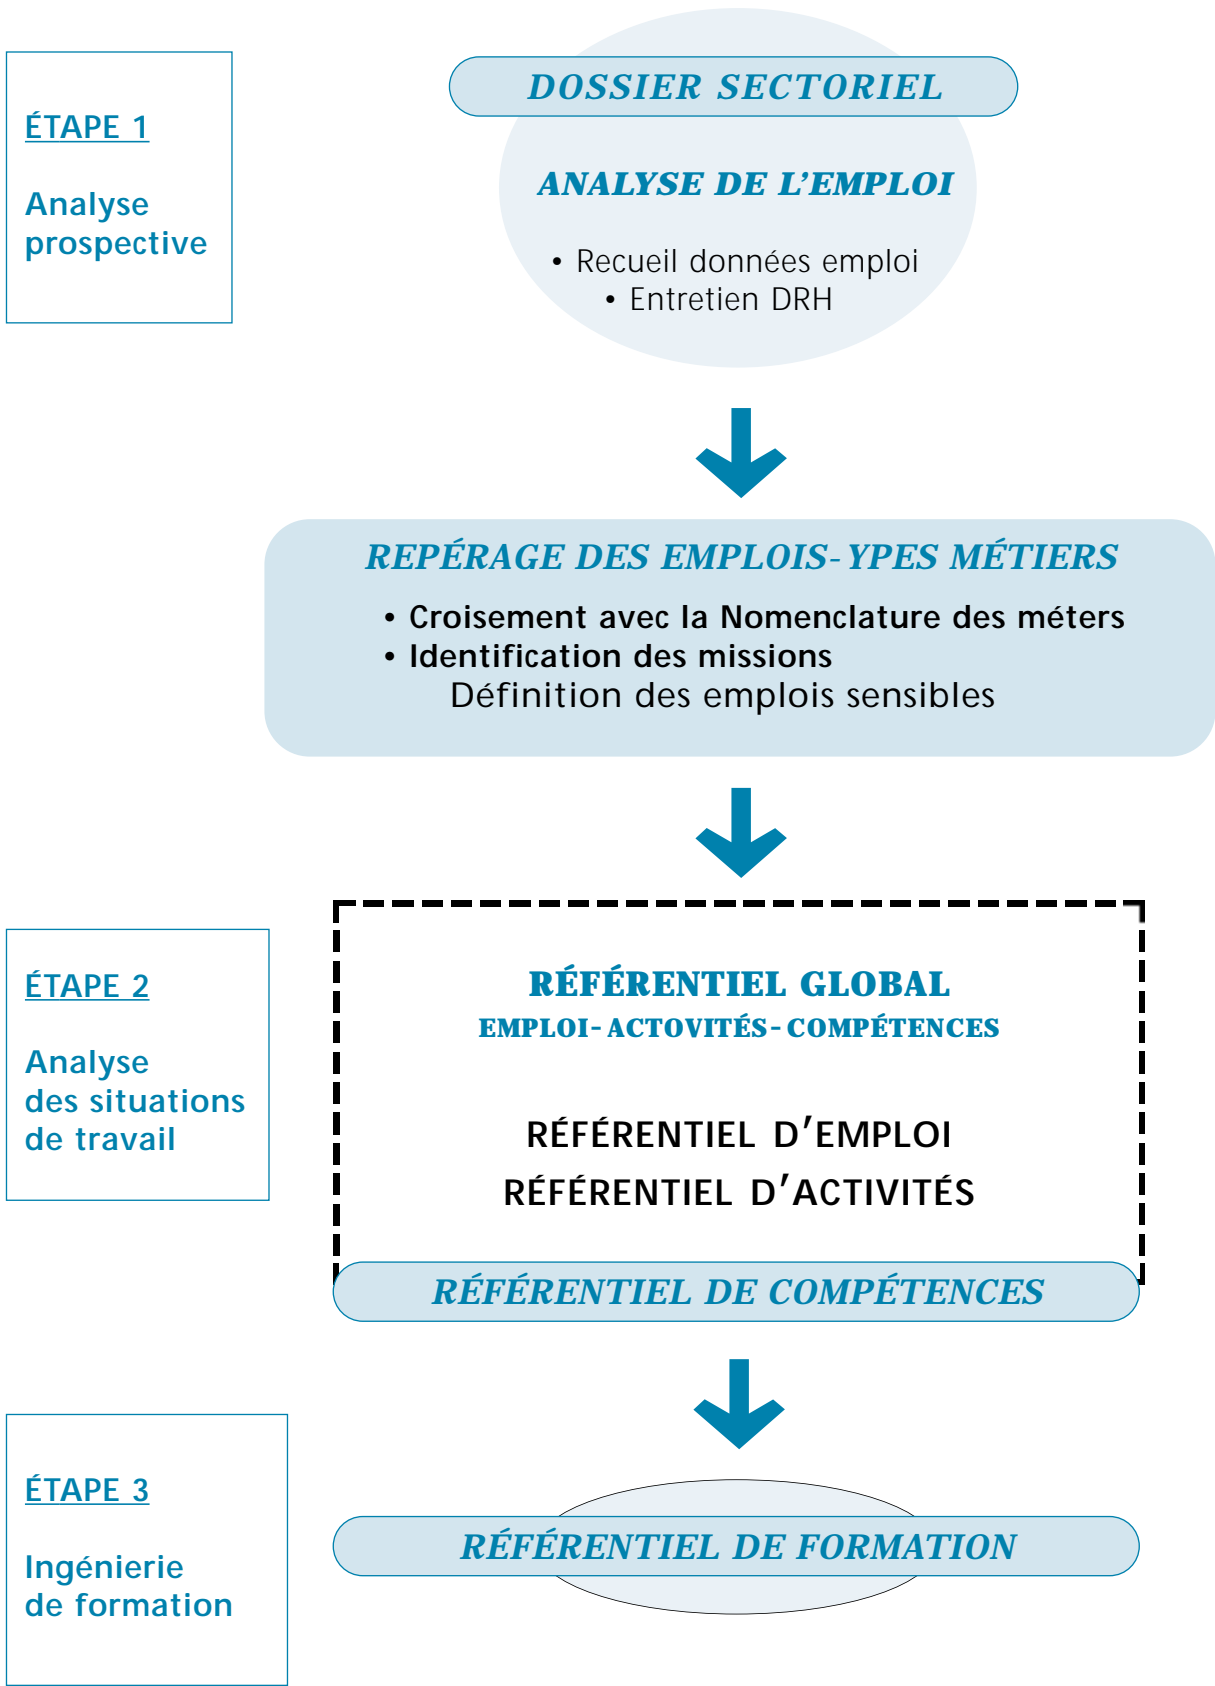 ÉTAPE 1
Analyse
prospective
DOSSIER SECTORIEL
ANALYSE DE L'EMPLOI
• Recueil données emploi
• Entretien DRH
REPÉRAGE DES EMPLOIS-YPES MÉTIERS
• Croisement avec la Nomenclature des méters
• Identification des missions
Définition des emplois sensibles
ÉTAPE 2
Analyse
des situations
de travail
RÉFÉRENTIEL GLOBAL
EMPLOI-ACTOVITÉS-COMPÉTENCES
RÉFÉRENTIEL D'EMPLOI
RÉFÉRENTIEL D'ACTIVITÉS
RÉFÉRENTIEL DE COMPÉTENCES
ÉTAPE 3
Ingénierie
de formation
RÉFÉRENTIEL DE FORMATION